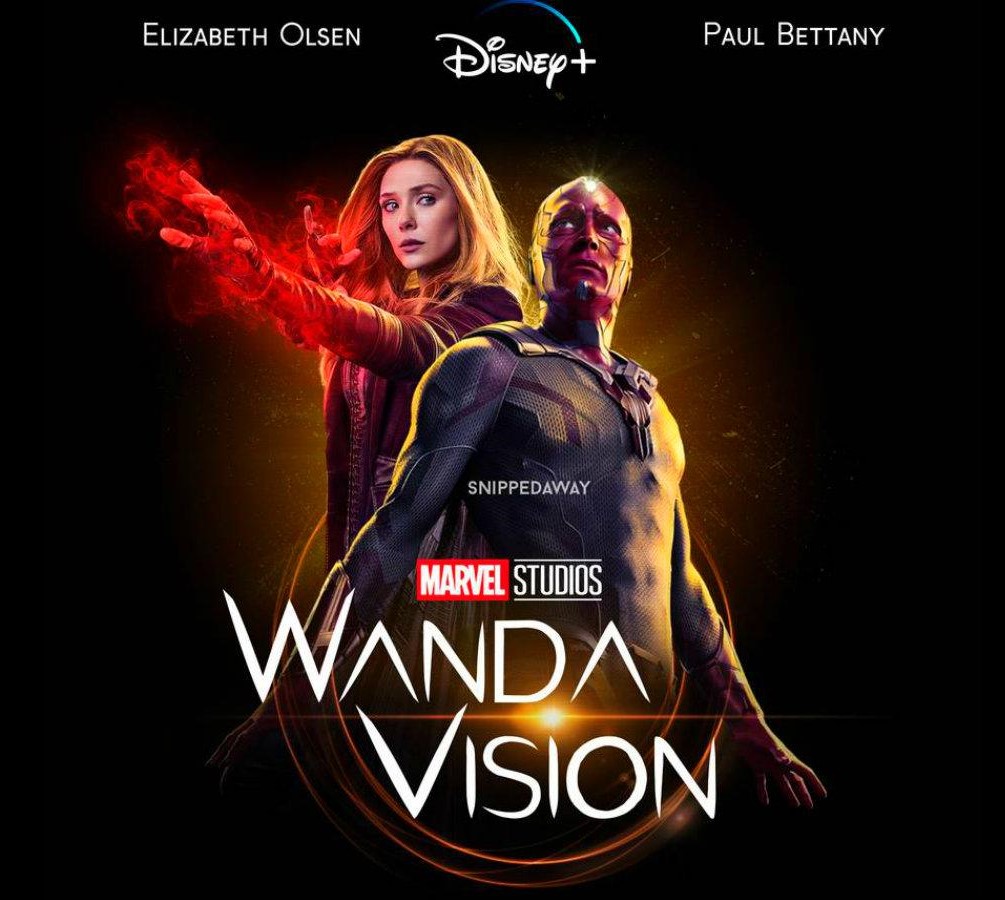 Elizabeth Olsen
Disney+
Paul Bettany
SNIPPEDAWAY
MARVEL STUDIOS
WANDA
VISION